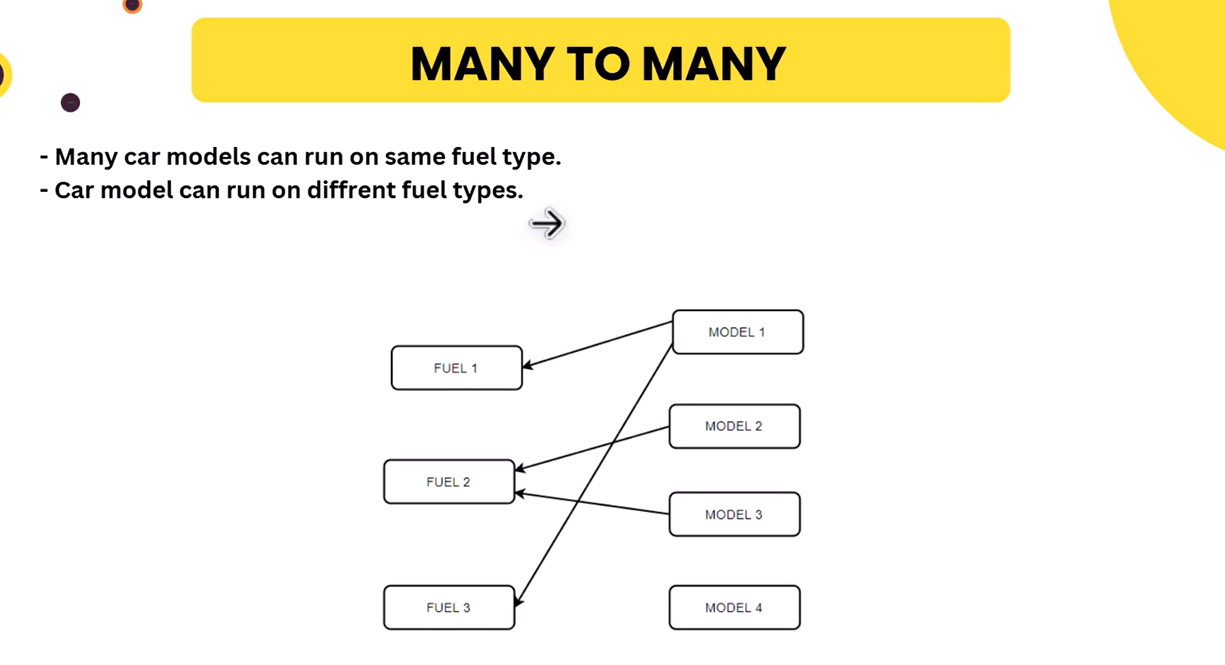 MANY TO MANY
- Many car models can run on same fuel type.
- Car model can run on diffrent fuel types.
MODEL 1
FUEL 1
MODEL 2
FUEL 2
MODEL 3
FUEL 3
MODEL 4